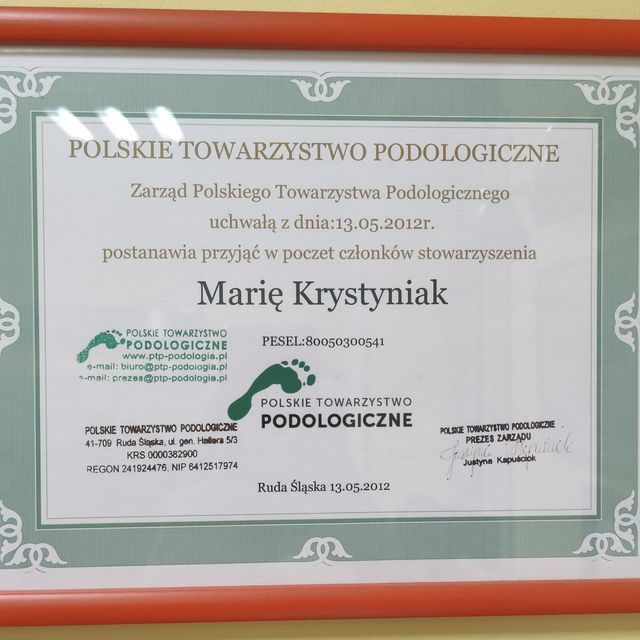 POLSKIE TOWARZYSTWO PODOLOGICZNE
Zarząd Polskiego Towarzystwa Podologicznego
uchwałą z dnia:13.05.2012r.
postanawia przyjąć w poczet członków stowarzyszenia
Marię Krystyniak
PESEL:80050300541
POLSKIE TOWARZYSTWO
PODOLOGICZNE
www.ptp-podologia.pl
e-mail: biuro@ptp-podologia.pl
e-mail: prezes@ptp-podologia.pl
POLSKIE TOWARZYSTWO
PODOLOGICZNE
POLSKIE TOWARZYSTWO PODOLOGICZNE
41-709 Ruda Śląska, ul. gen. Hallera 5/3
KRS 0000382900
REGON 241924476, NIP 6412517974
POLSKIE TOWARZYSTWO PODOLOGICZNE
PREZES ZARZĄDU
Justyna Kapuściok
Ruda Śląska 13.05.2012